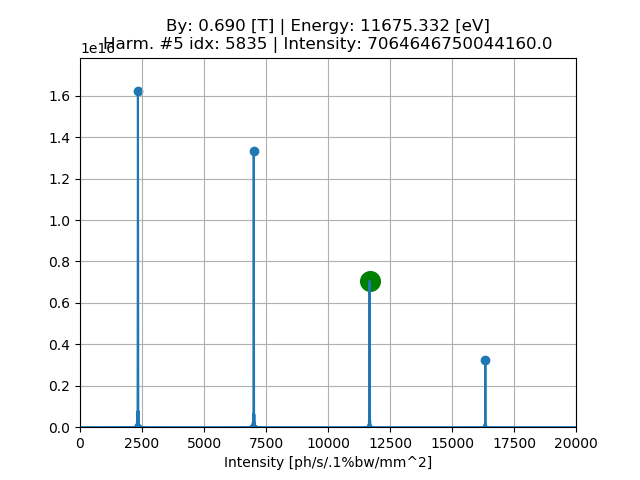 By: 0.690 [T] | Energy: 11675.332 [eV]
Harm. #5 idx: 5835 | Intensity: 7064646750044160.0
1e16
1.6
1.4
1.2
1.0
0.8
0.6
0.4
0.2
0.0
0 2500 5000 7500 10000 12500 15000 17500 20000
Intensity [ph/s/.1%bw/mm^2]